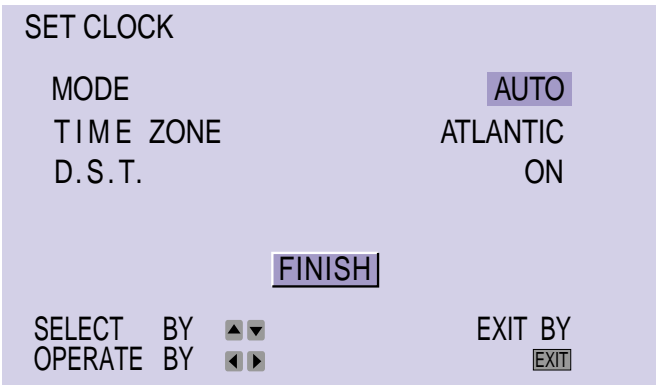 SET CLOCK
MODE AUTO
TIME ZONE ATLANTIC
D.S.T. ON
FINISH
SELECT BY ▲▼ EXIT BY
OPERATE BY ◀▶ EXIT